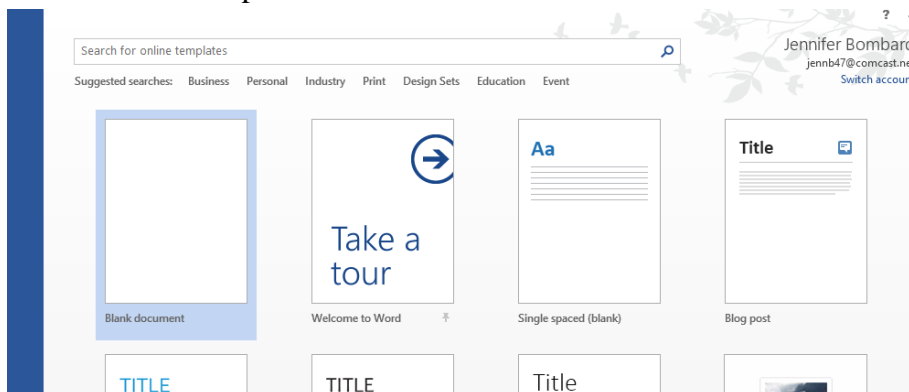 ?
Search for online templates
Jennifer Bombard
jennb47@comcast.ne
Suggested searches: Business Personal Industry Print Design Sets Education Event
Switch accoun
Aa
Title
Take a
tour
Blank document
Welcome to Word
Single spaced (blank)
Blog post
TITLE
TITLE
Title